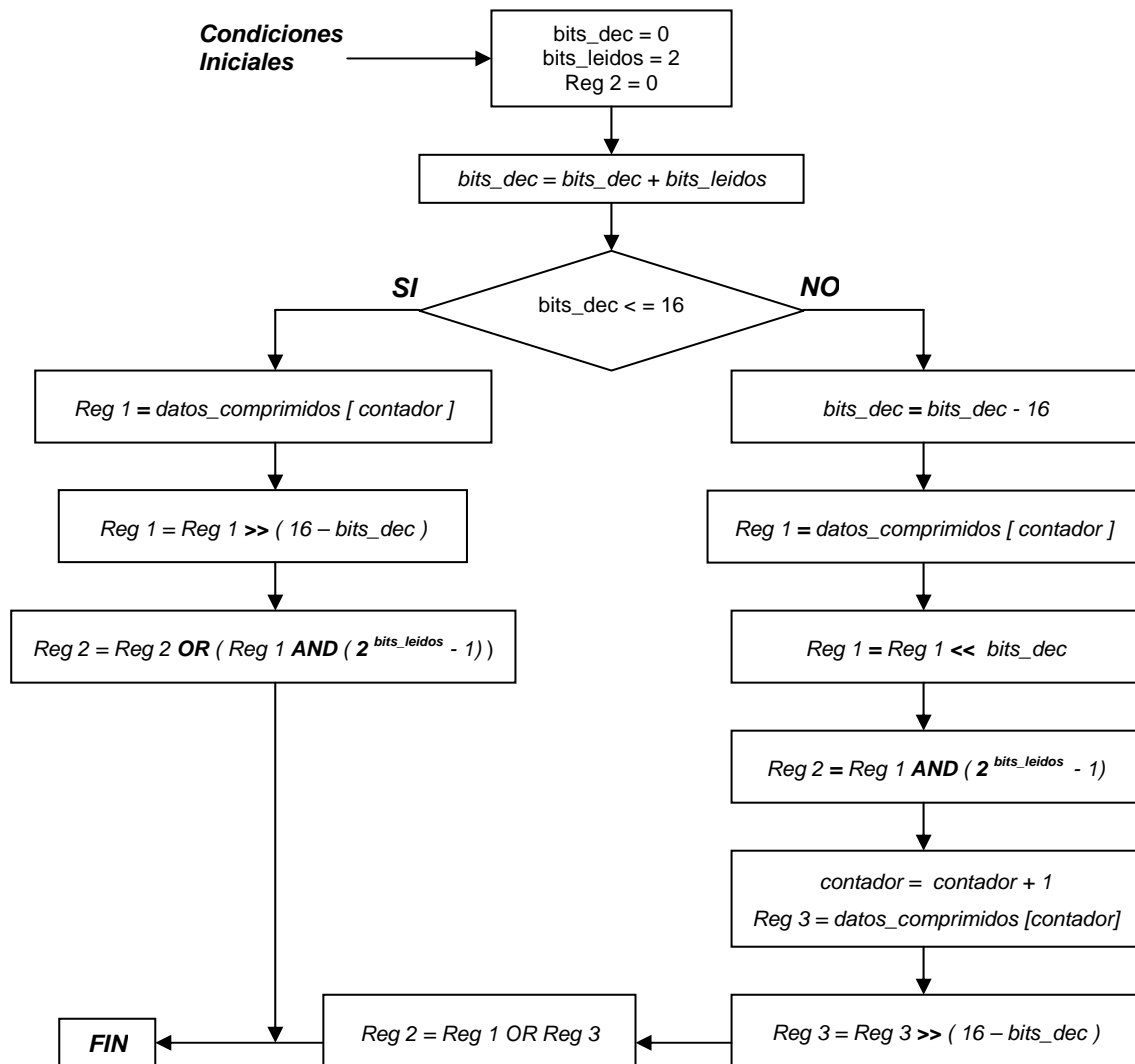 Condiciones
Iniciales
bits_dec = 0
bits_leidos = 2
Reg 2 = 0
bits_dec = bits_dec + bits_leidos
SI
NO
bits_dec < = 16
Reg 1 = datos_comprimidos [ contador ]
Reg 1 = Reg 1 >> ( 16 – bits_dec )
Reg 2 = Reg 2 OR ( Reg 1 AND ( 2 bits_leidos - 1) )
bits_dec = bits_dec - 16
Reg 1 = datos_comprimidos [ contador ]
Reg 1 = Reg 1 << bits_dec
Reg 2 = Reg 1 AND ( 2 bits_leidos - 1)
contador = contador + 1
Reg 3 = datos_comprimidos [contador]
Reg 3 = Reg 3 >> ( 16 – bits_dec )
Reg 2 = Reg 1 OR Reg 3
FIN